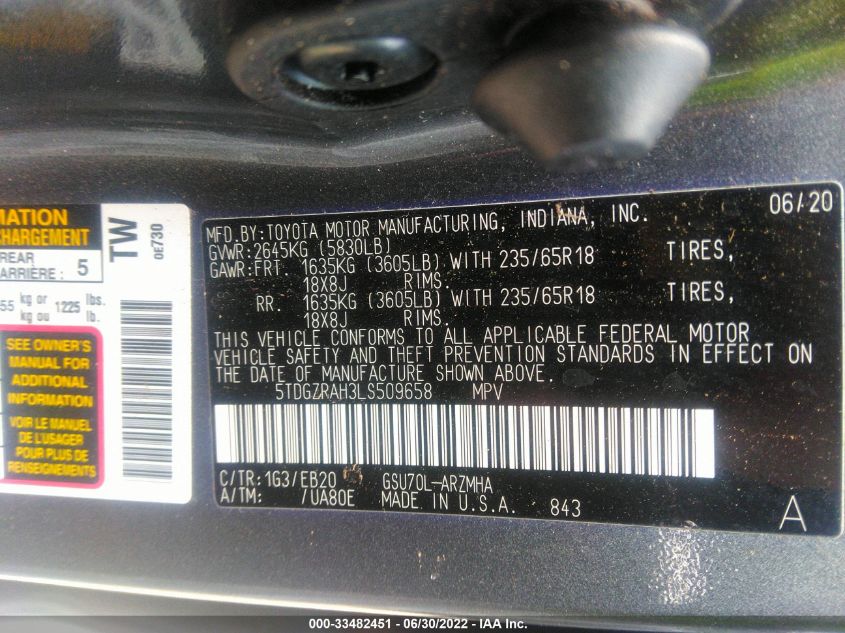 MATION
CHARGEMENT
REAR
ARRIÈRE: 5
55 kg or 1225 lbs.
kg ou lb.
SEE OWNER'S
MANUAL FOR
ADDITIONAL
INFORMATION
VOIR LE MANUEL
DE L'USAGER
POUR PLUS DE
RENSEIGNEMENTS
TW
0E730
MFD. BY: TOYOTA MOTOR MANUFACTURING, INDIANA, INC. 06/20
GVWR: 2645KG (5830LB)
GAWR: FRT. 1635KG (3605LB) WITH 235/65R18 TIRES,
18X8J RIMS.
RR. 1635KG (3605LB) WITH 235/65R18 TIRES,
18X8J RIMS.
THIS VEHICLE CONFORMS TO ALL APPLICABLE FEDERAL MOTOR
VEHICLE SAFETY AND THEFT PREVENTION STANDARDS IN EFFECT ON
THE DATE OF MANUFACTURE SHOWN ABOVE.
5TDGZRAH3LS509658 MPV
C/TR: 1G3/EB20 GSU70L-ARZMHA
A/TM: /UA80E MADE IN U.S.A. 843
A
000-33482451 - 06/30/2022 - IAA Inc.